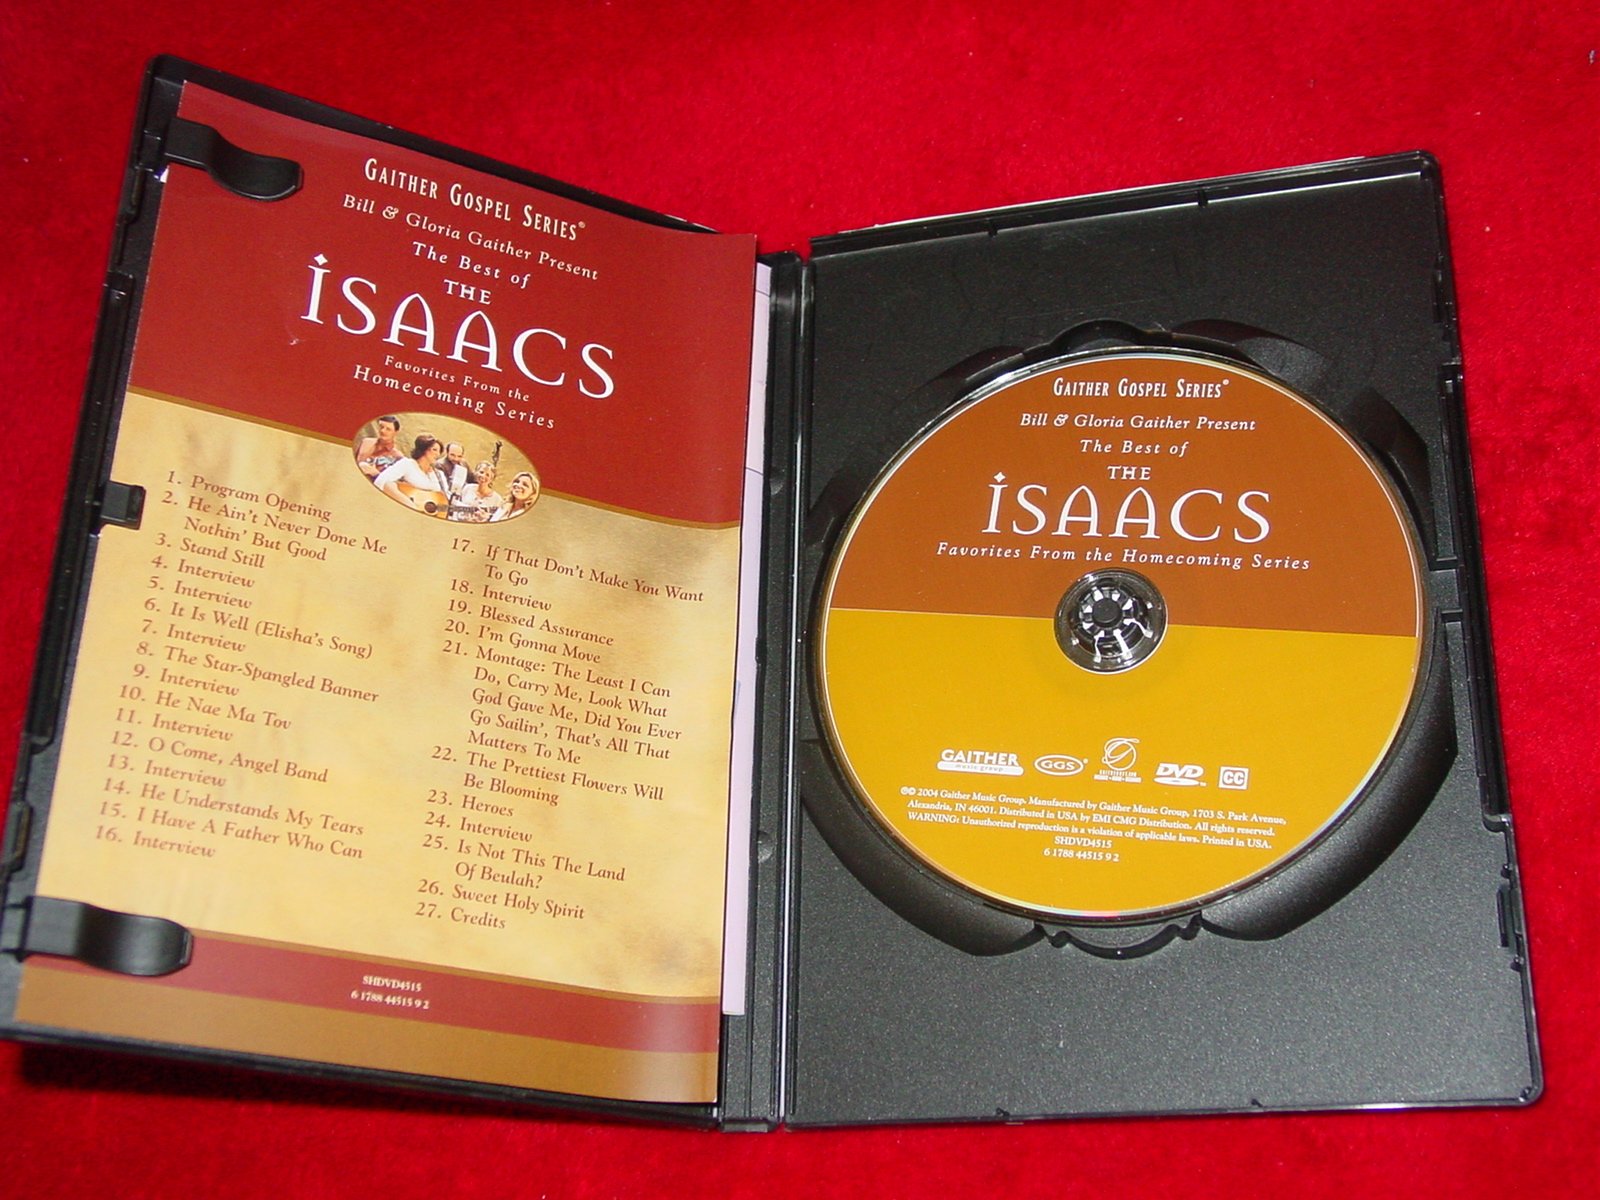 GAITHER GOSPEL SERIES®
Bill & Gloria Gaither Present
The Best of
THE
ISAACS
Favorites From the
Homecoming Series
1. Program Opening
2. He Ain't Never Done Me
Nothin' But Good
3. Stand Still
4. Interview
5. Interview
6. It Is Well (Elisha's Song)
7. Interview
8. The Star-Spangled Banner
9. Interview
10. He Nae Ma Tov
11. Interview
12. O Come, Angel Band
13. Interview
14. He Understands My Tears
15. I Have A Father Who Can
16. Interview
17. If That Don't Make You Want
To Go
18. Interview
19. Blessed Assurance
20. I'm Gonna Move
21. Montage: The Least I Can
Do, Carry Me, Look What
God Gave Me, Did You Ever
Go Sailin', That's All That
Matters To Me
22. The Prettiest Flowers Will
Be Blooming
23. Heroes
24. Interview
25. Is Not This The Land
Of Beulah?
26. Sweet Holy Spirit
27. Credits
SHDVD4515
6 1788 44515 9 2
GAITHER GOSPEL SERIES®
Bill & Gloria Gaither Present
The Best of
THE
ISAACS
Favorites From the Homecoming Series
GAITHER
music group
GGS®
DVD
CC
℗© 2004 Gaither Music Group. Manufactured by Gaither Music Group, 1703 S. Park Avenue,
Alexandria, IN 46001. Distributed in USA by EMI CMG Distribution. All rights reserved.
WARNING: Unauthorized reproduction is a violation of applicable laws. Printed in USA.
SHDVD4515
6 1788 44515 9 2